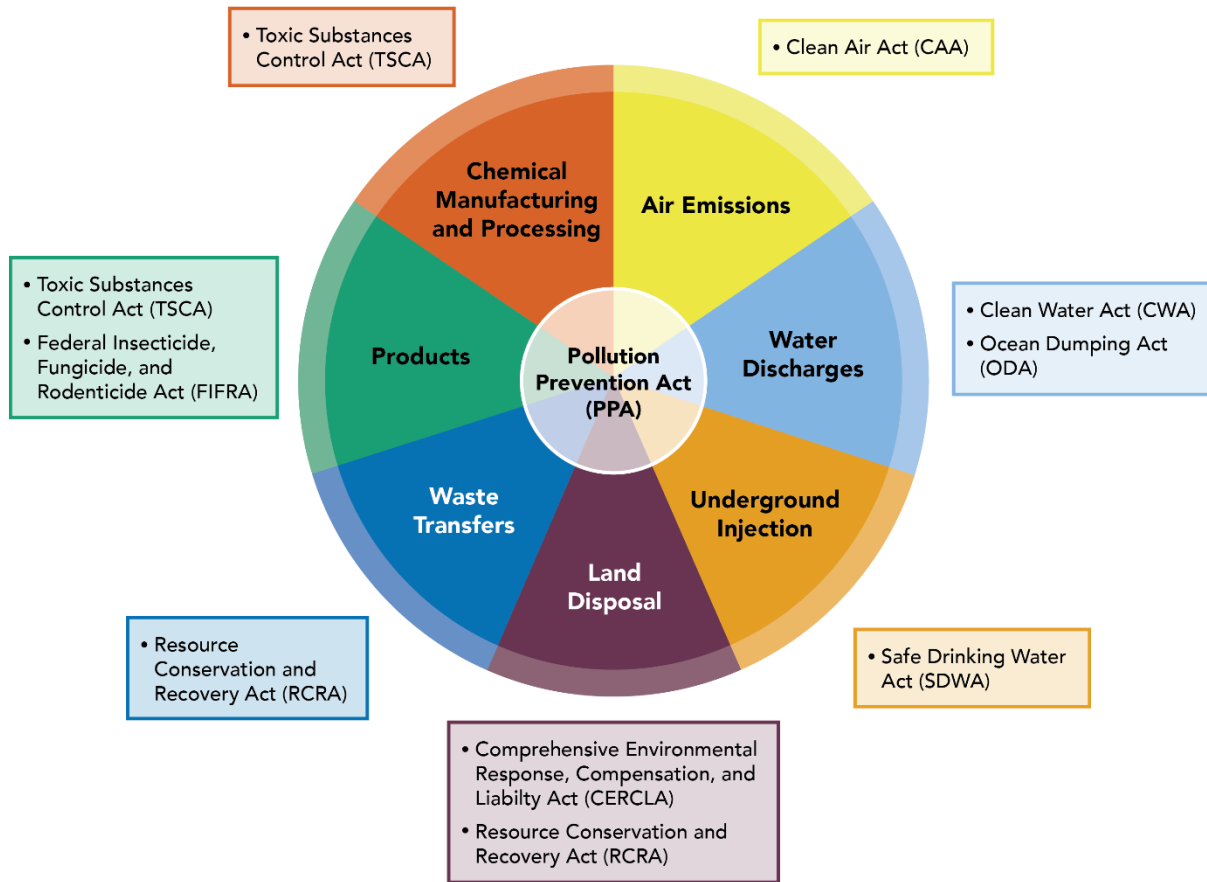 • Toxic Substances
Control Act (TSCA)
• Clean Air Act (CAA)
Chemical
Manufacturing
and Processing
Air Emissions
• Toxic Substances
Control Act (TSCA)
• Federal Insecticide,
Fungicide, and
Rodenticide Act (FIFRA)
Products
Pollution
Prevention Act
(PPA)
Water
Discharges
• Clean Water Act (CWA)
• Ocean Dumping Act
(ODA)
Waste
Transfers
Land
Disposal
Underground
Injection
• Resource
Conservation and
Recovery Act (RCRA)
• Safe Drinking Water
Act (SDWA)
• Comprehensive Environmental
Response, Compensation, and
Liabilty Act (CERCLA)
• Resource Conservation and
Recovery Act (RCRA)